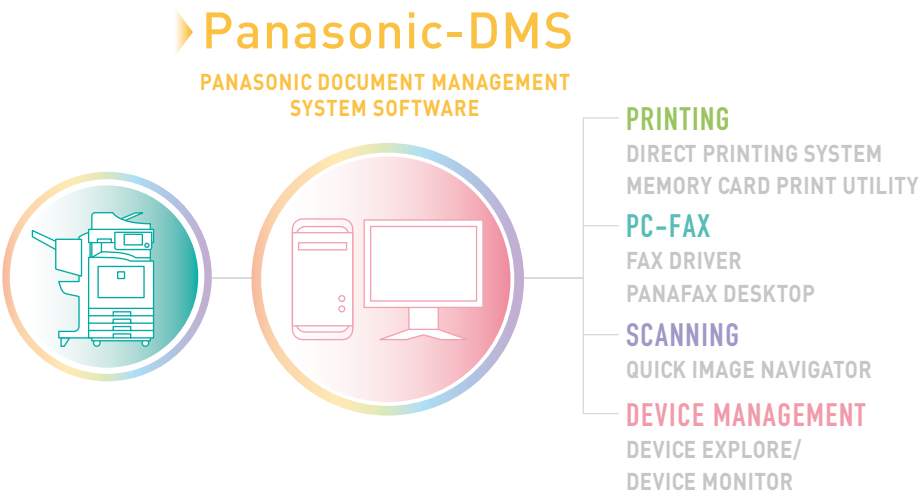 Panasonic-DMS
PANASONIC DOCUMENT MANAGEMENT
SYSTEM SOFTWARE
PRINTING
DIRECT PRINTING SYSTEM
MEMORY CARD PRINT UTILITY
PC-FAX
FAX DRIVER
PANAFAX DESKTOP
SCANNING
QUICK IMAGE NAVIGATOR
DEVICE MANAGEMENT
DEVICE EXPLORE/
DEVICE MONITOR